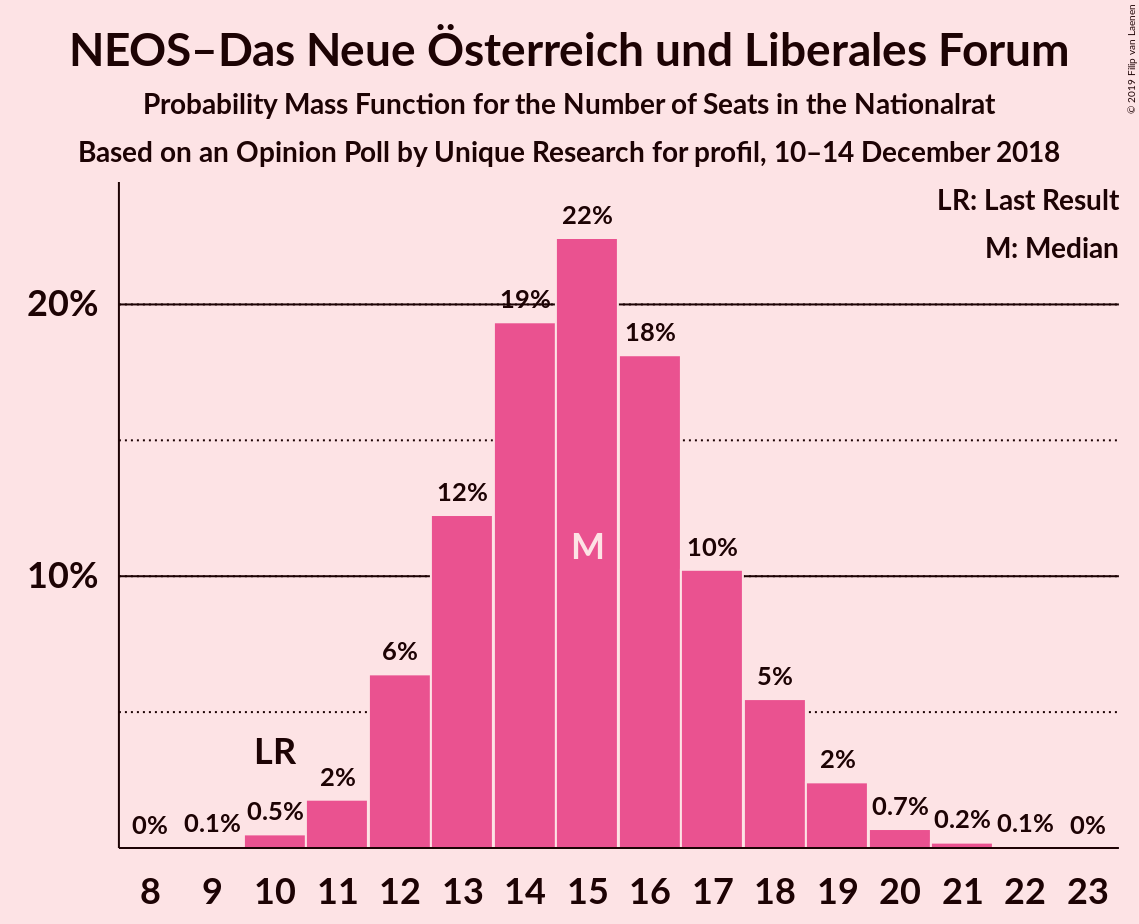 NEOS–Das Neue Österreich und Liberales Forum
Probability Mass Function for the Number of Seats in the Nationalrat
Based on an Opinion Poll by Unique Research for profil, 10–14 December 2018
© 2019 Filip van Laenen
LR: Last Result
M: Median
20%
10%
0%
0.1%
0.5%
LR
2%
6%
12%
19%
22%
M
18%
10%
5%
2%
0.7%
0.2%
0.1%
0%
8 9 10 11 12 13 14 15 16 17 18 19 20 21 22 23